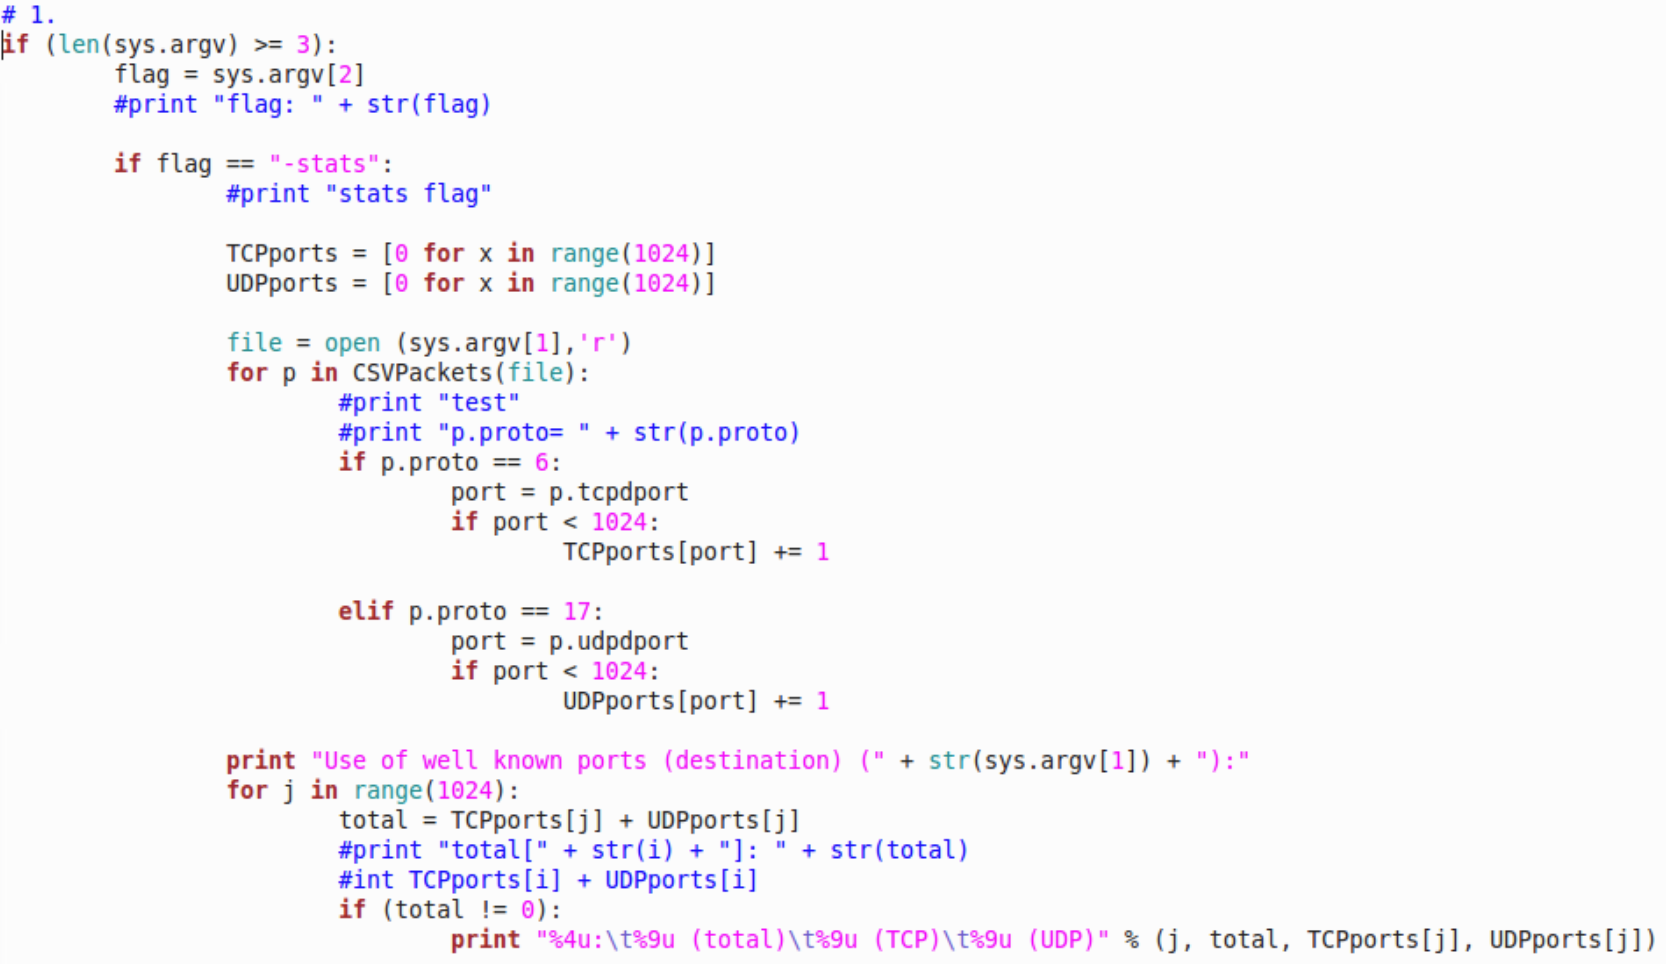 # 1.
if (len(sys.argv) >= 3):
        flag = sys.argv[2]
        #print "flag: " + str(flag)

        if flag == "-stats":
                #print "stats flag"

                TCPports = [0 for x in range(1024)]
                UDPports = [0 for x in range(1024)]

                file = open (sys.argv[1],'r')
                for p in CSVPackets(file):
                        #print "test"
                        #print "p.proto= " + str(p.proto)
                        if p.proto == 6:
                                port = p.tcpdport
                                if port < 1024:
                                        TCPports[port] += 1

                        elif p.proto == 17:
                                port = p.udpdport
                                if port < 1024:
                                        UDPports[port] += 1

                print "Use of well known ports (destination) (" + str(sys.argv[1]) + "):"
                for j in range(1024):
                        total = TCPports[j] + UDPports[j]
                        #print "total[" + str(i) + "]: " + str(total)
                        #int TCPports[i] + UDPports[i]
                        if (total != 0):
                                print "%4u:\t%9u (total)\t%9u (TCP)\t%9u (UDP)" % (j, total, TCPports[j], UDPports[j])